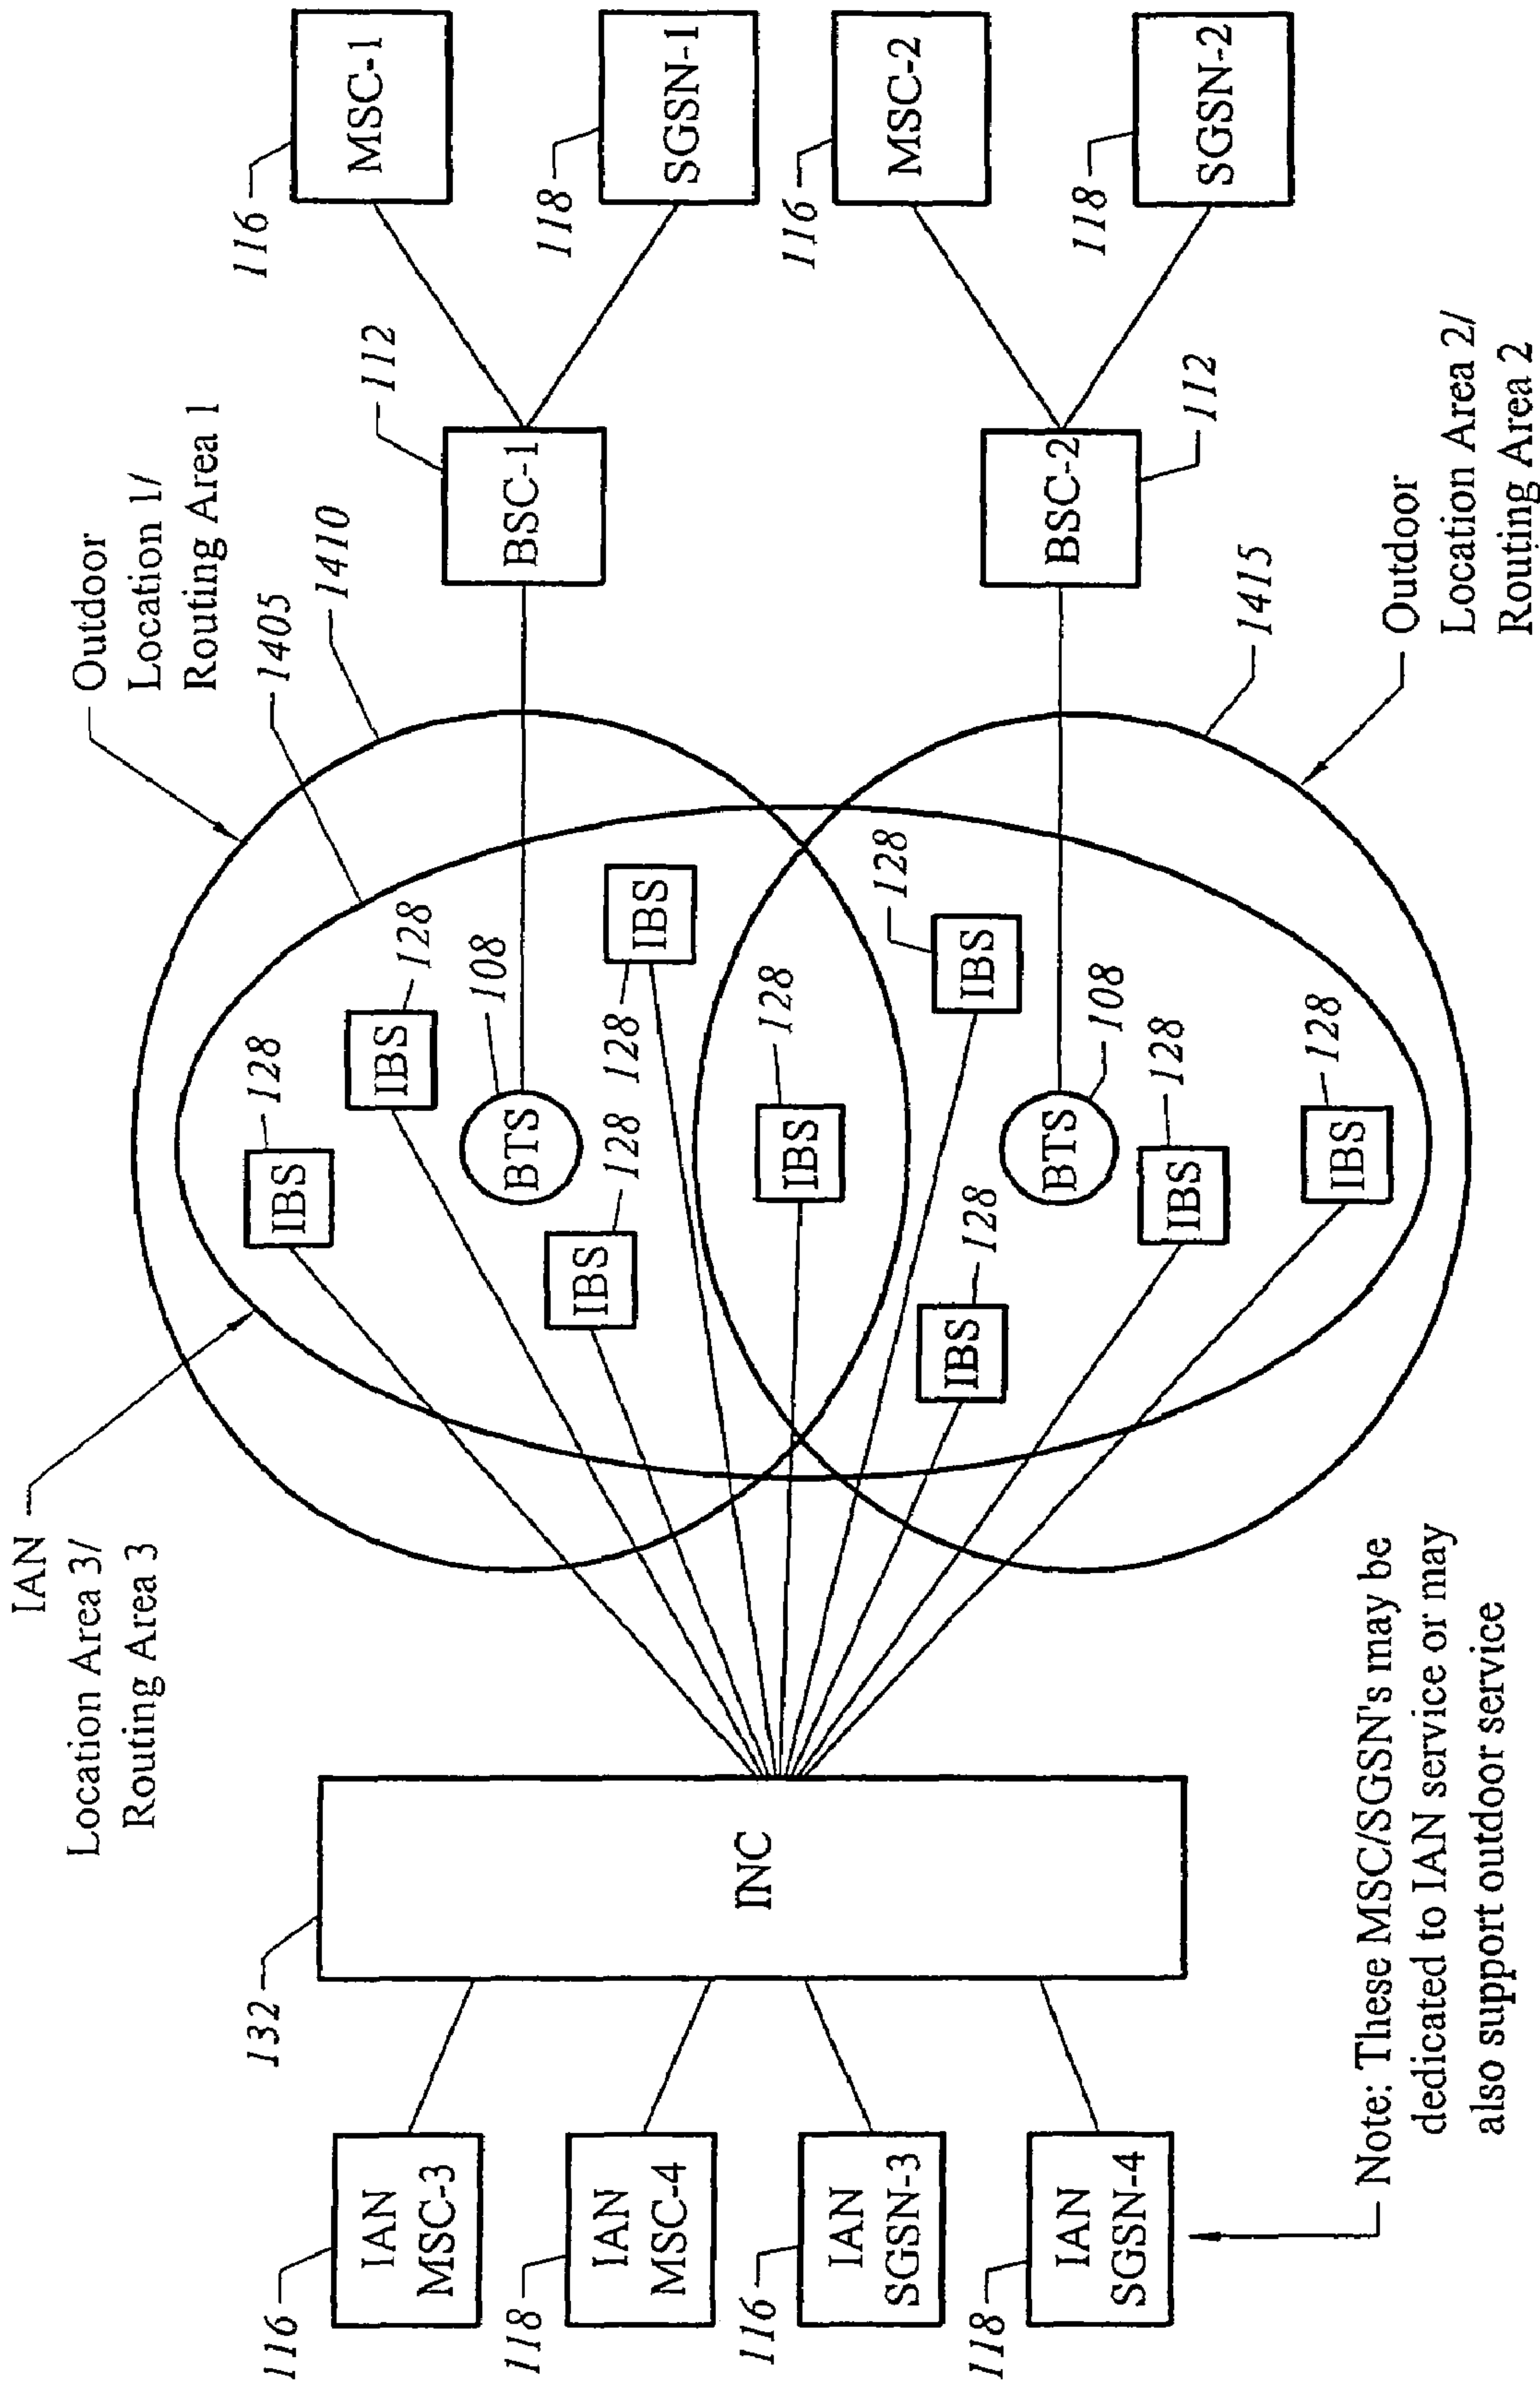 116
IAN
MSC-3
118
IAN
MSC-4
116
IAN
SGSN-3
118
IAN
SGSN-4
Note: These MSC/SGSN's may be
dedicated to IAN service or may
also support outdoor service
132
INC
IAN
Location Area 3/
Routing Area 3
Outdoor
Location 1/
Routing Area 1
1405
1410
IBS
128
IBS
128
BTS
108
IBS
128
128
IBS
IBS
128
IBS
128
IBS
128
BTS
108
IBS
128
IBS
128
1415
Outdoor
Location Area 2/
Routing Area 2
112
BSC-1
BSC-2
112
116
MSC-1
118
SGSN-1
116
MSC-2
118
SGSN-2